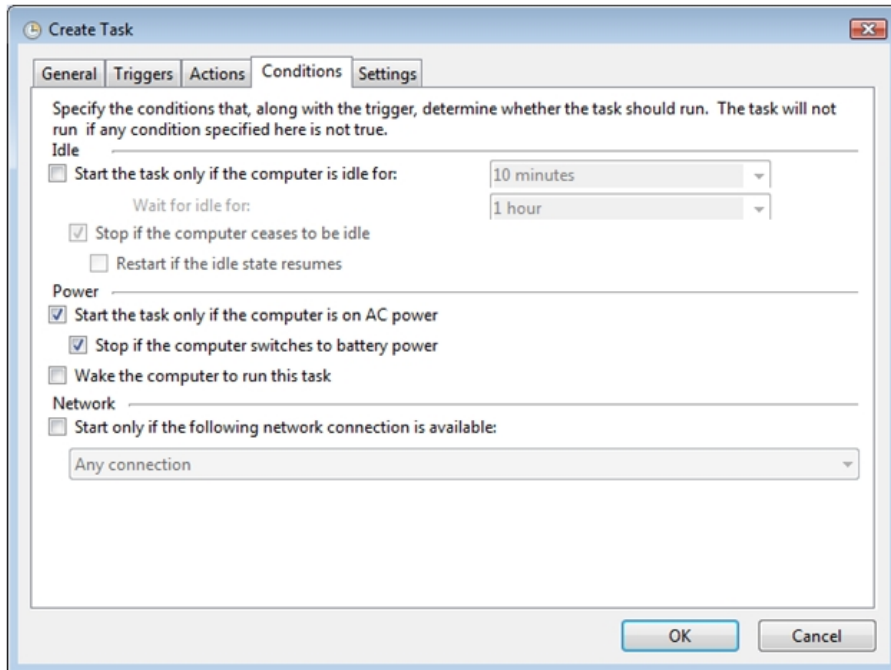 Create Task
General Triggers Actions Conditions Settings
Specify the conditions that, along with the trigger, determine whether the task should run. The task will not
run if any condition specified here is not true.
Idle
Start the task only if the computer is idle for: 10 minutes
Wait for idle for: 1 hour
Stop if the computer ceases to be idle
Restart if the idle state resumes
Power
Start the task only if the computer is on AC power
Stop if the computer switches to battery power
Wake the computer to run this task
Network
Start only if the following network connection is available:
Any connection
OK Cancel